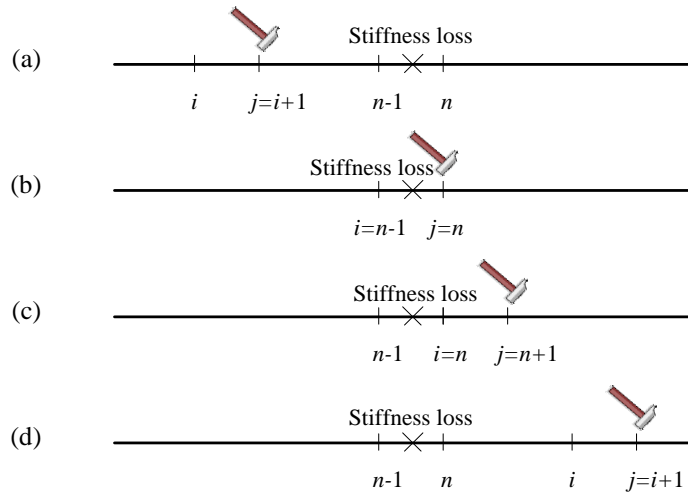 Stiffness loss
(a)
i j=i+1 n-1 n
Stiffness loss
(b)
i=n-1 j=n
Stiffness loss
(c)
n-1 i=n j=n+1
Stiffness loss
(d)
n-1 n i j=i+1